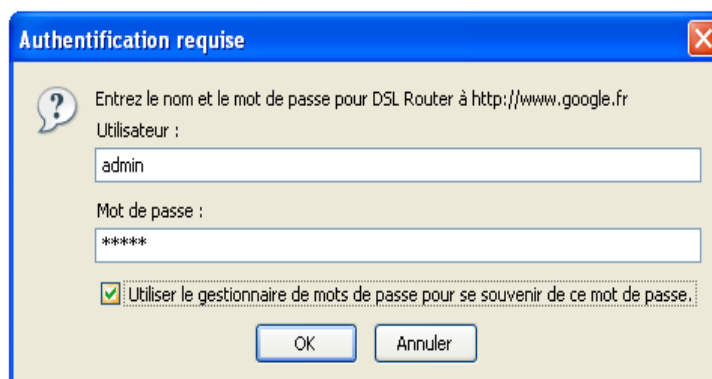 Authentification requise
Entrez le nom et le mot de passe pour DSL Router à http://www.google.fr
Utilisateur :
admin
Mot de passe :
*****
Utiliser le gestionnaire de mots de passe pour se souvenir de ce mot de passe.
OK
Annuler